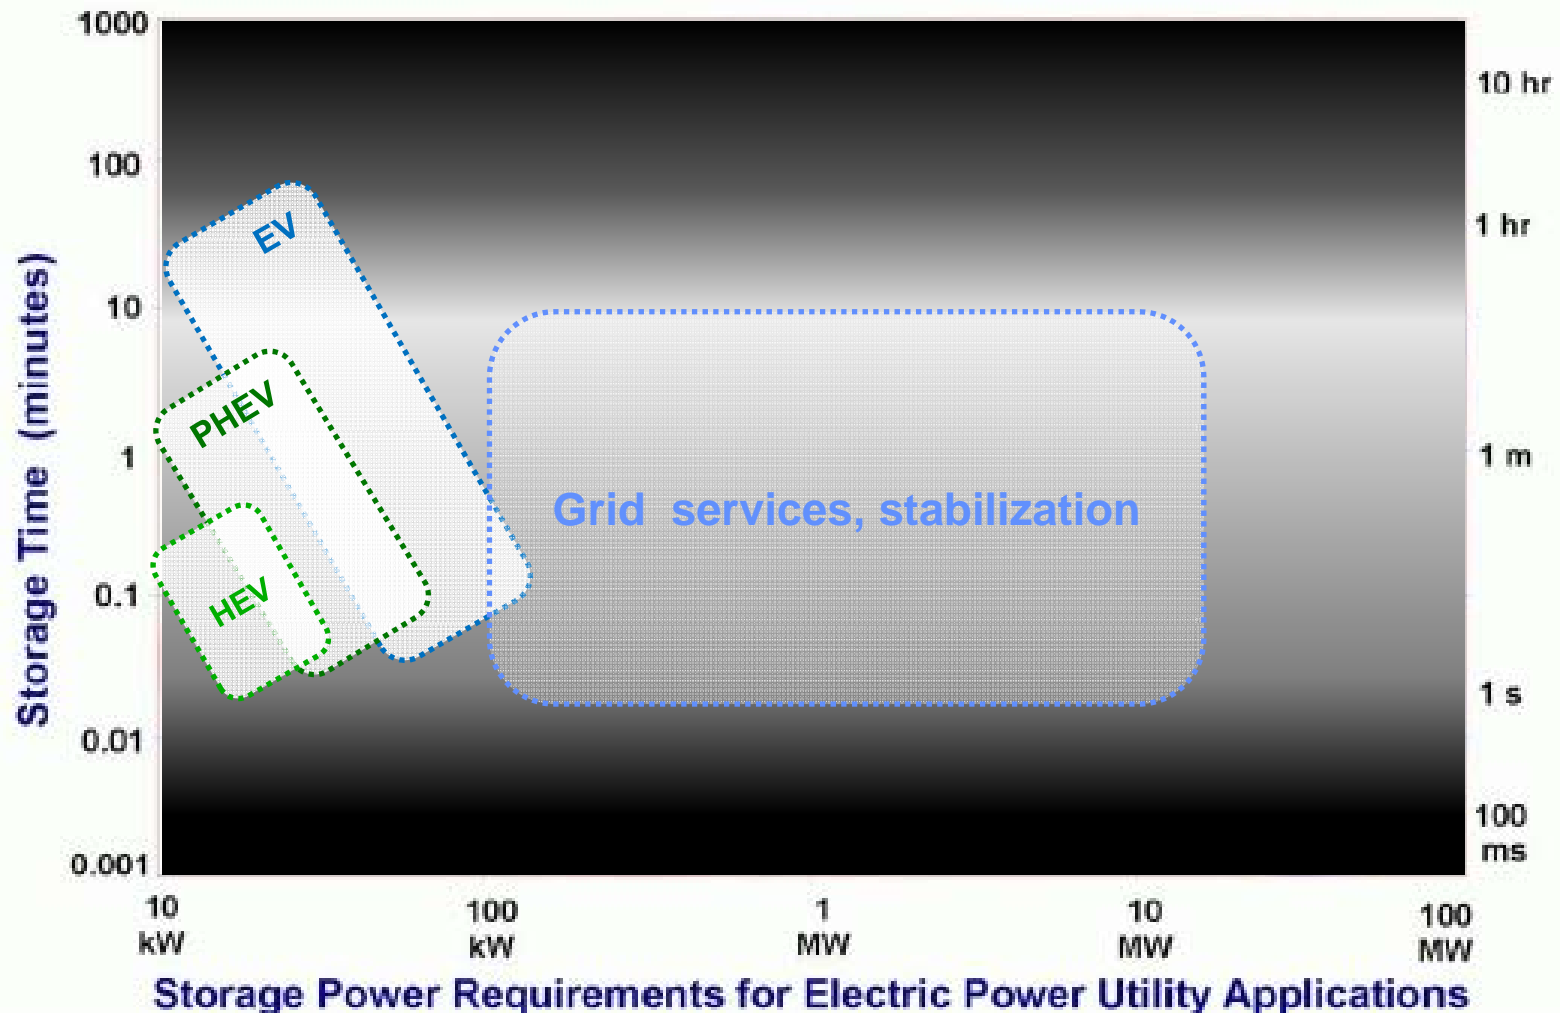 1000
100
10
1
0.1
0.01
0.001
Storage Time (minutes)
10 hr
1 hr
1 m
1 s
100
ms
EV
PHEV
HEV
Grid services, stabilization
10
kW
100
kW
1
MW
10
MW
100
MW
Storage Power Requirements for Electric Power Utility Applications